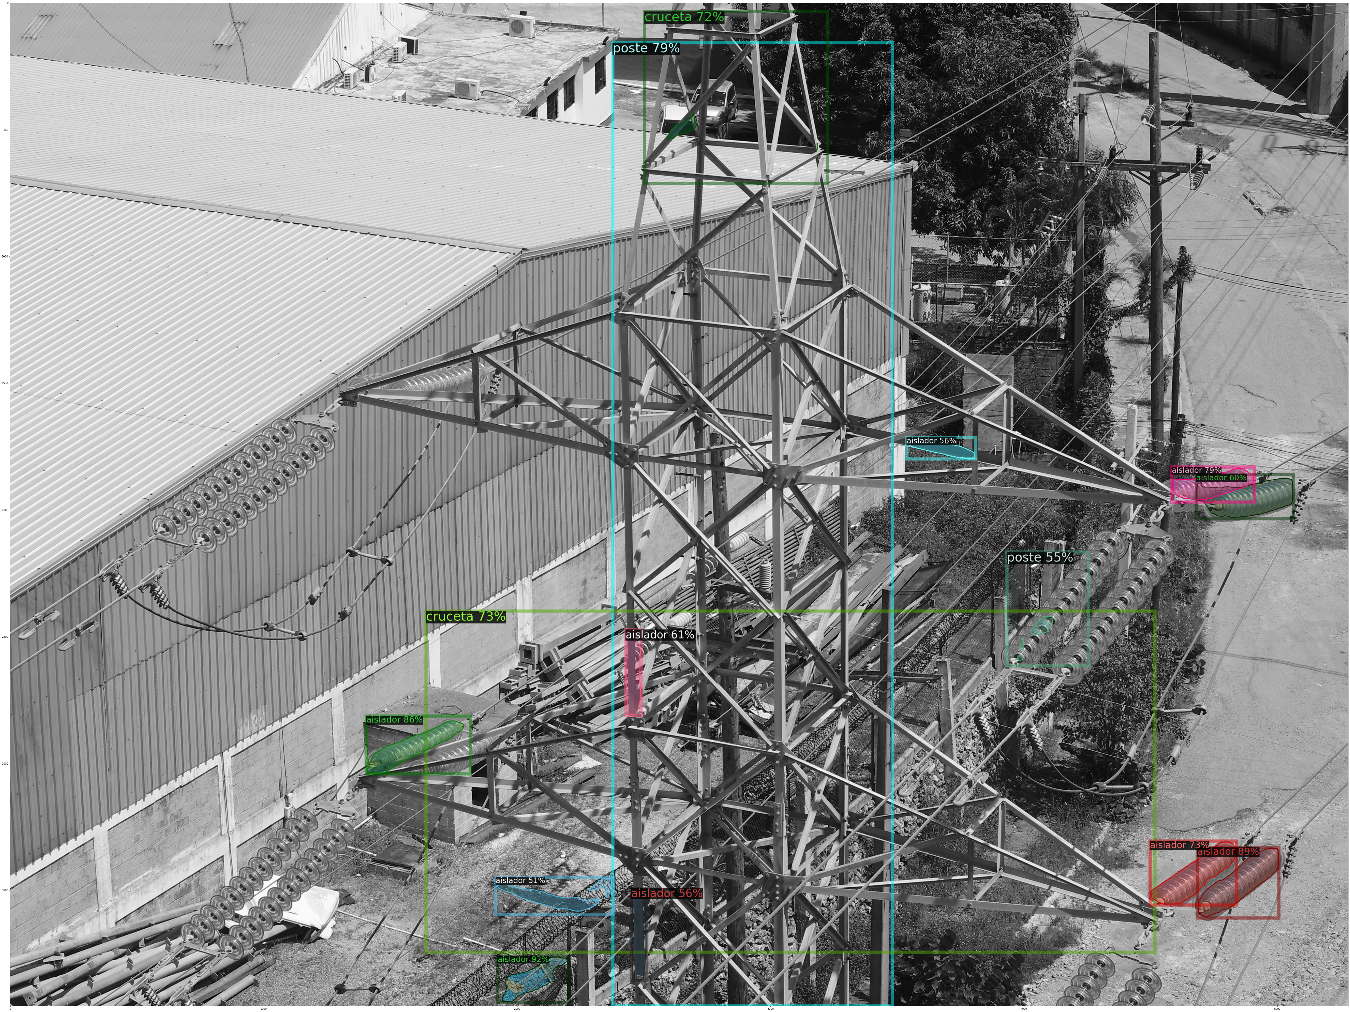 cruceta 72%
poste 79%
aislador 56%
aislador 79%
aislador 60%
poste 55%
cruceta 73%
aislador 61%
aislador 86%
aislador 73%
aislador 89%
aislador 51%
aislador 56%
aislador 92%